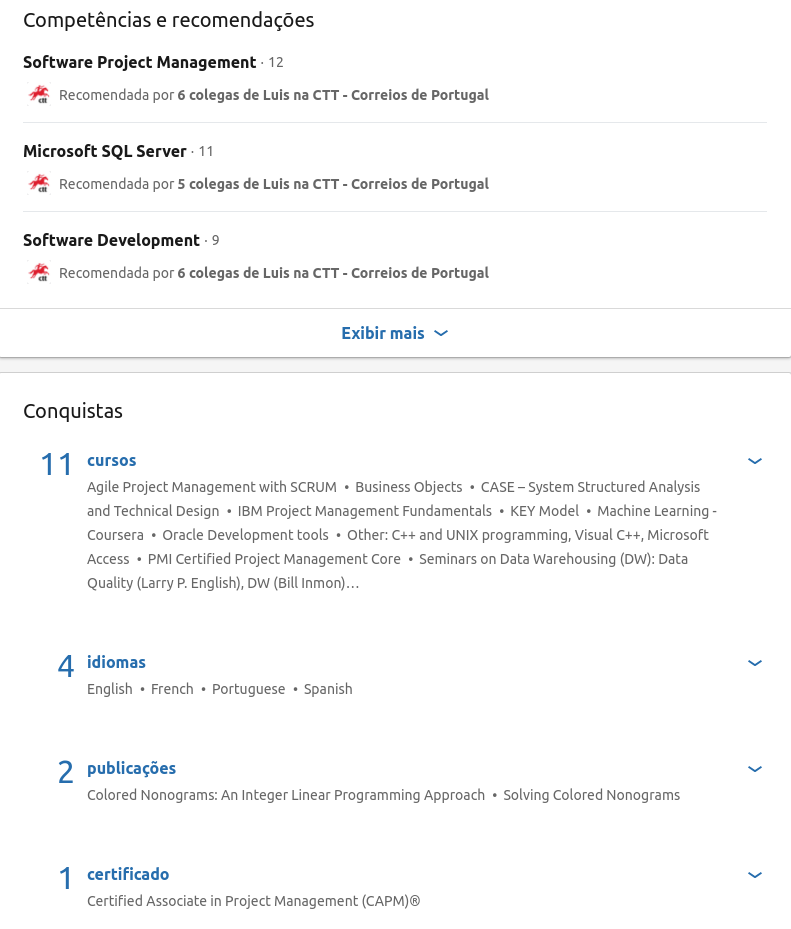 Competências e recomendações
Software Project Management · 12
ctt Recomendada por 6 colegas de Luis na CTT - Correios de Portugal
Microsoft SQL Server · 11
ctt Recomendada por 5 colegas de Luis na CTT - Correios de Portugal
Software Development · 9
ctt Recomendada por 6 colegas de Luis na CTT - Correios de Portugal
Exibir mais
Conquistas
11 cursos
Agile Project Management with SCRUM • Business Objects • CASE – System Structured Analysis
and Technical Design • IBM Project Management Fundamentals • KEY Model • Machine Learning -
Coursera • Oracle Development tools • Other: C++ and UNIX programming, Visual C++, Microsoft
Access • PMI Certified Project Management Core • Seminars on Data Warehousing (DW): Data
Quality (Larry P. English), DW (Bill Inmon)…
4 idiomas
English • French • Portuguese • Spanish
2 publicações
Colored Nonograms: An Integer Linear Programming Approach • Solving Colored Nonograms
1 certificado
Certified Associate in Project Management (CAPM)®